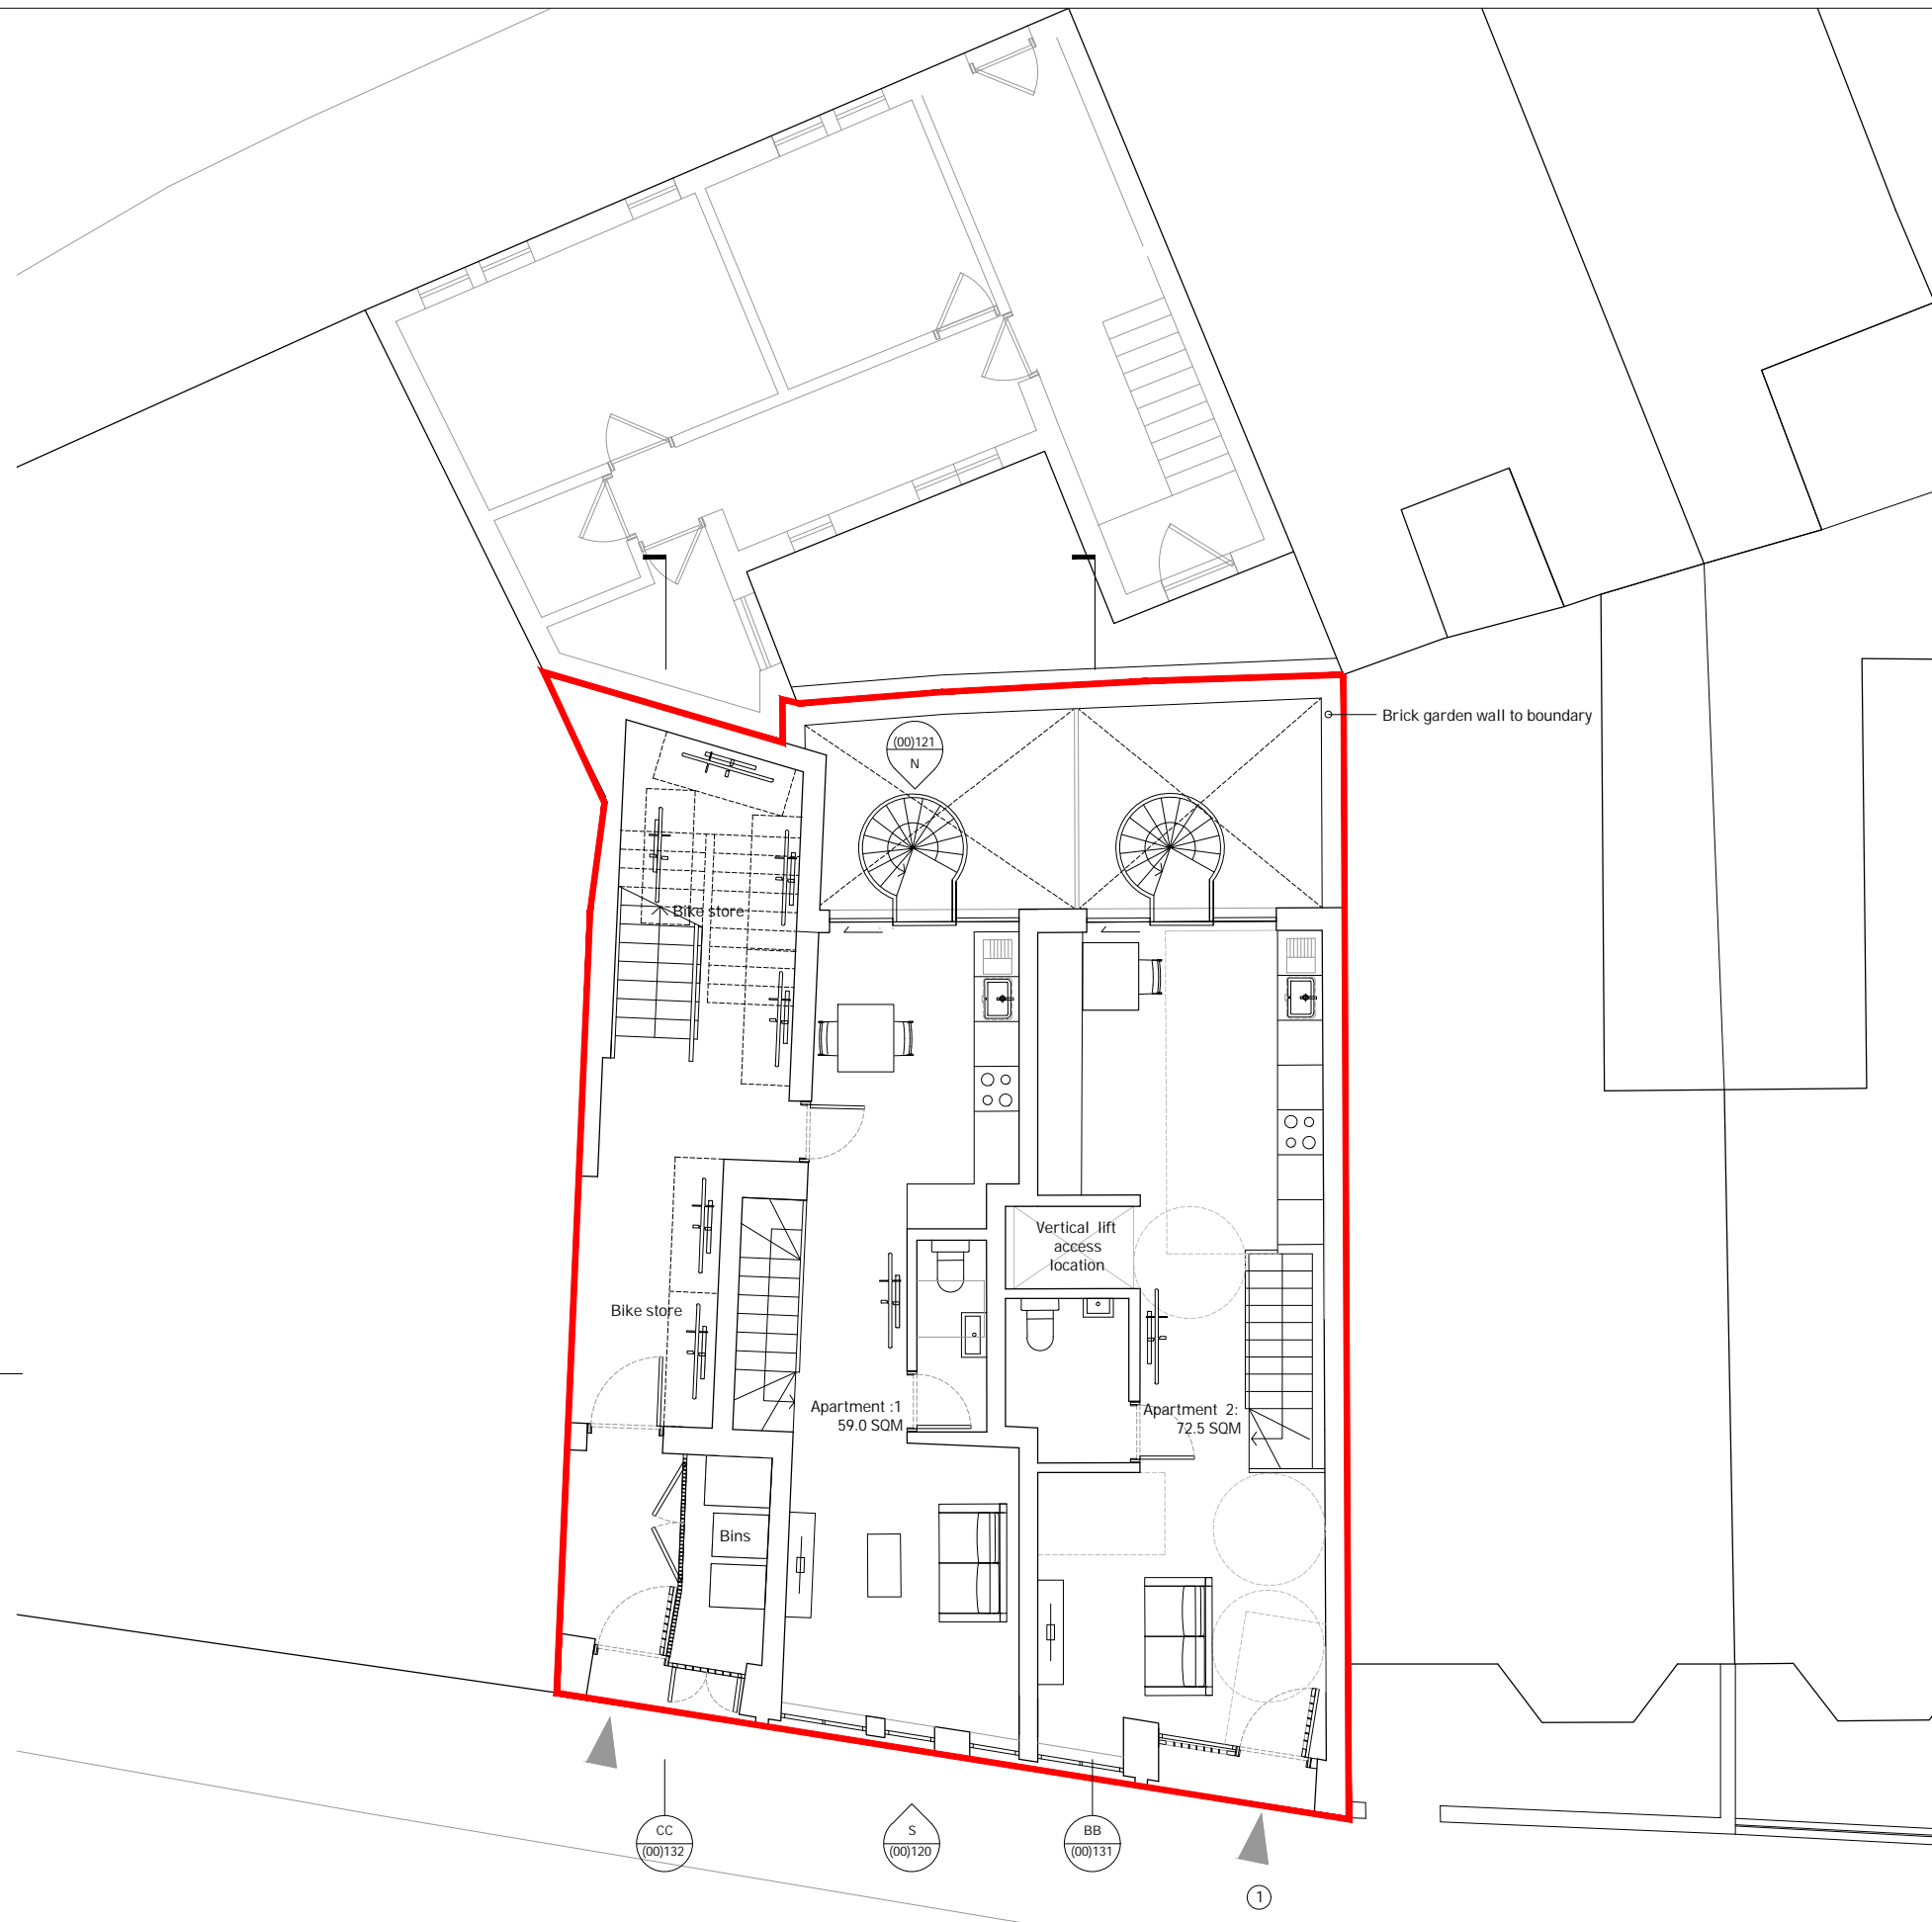 Brick garden wall to boundary
(00)121
N
Bike store
Vertical lift
access
location
Bike store
Apartment :1
59.0 SQM
Apartment 2:
72.5 SQM
Bins
CC
(00)132
S
(00)120
BB
(00)131
1